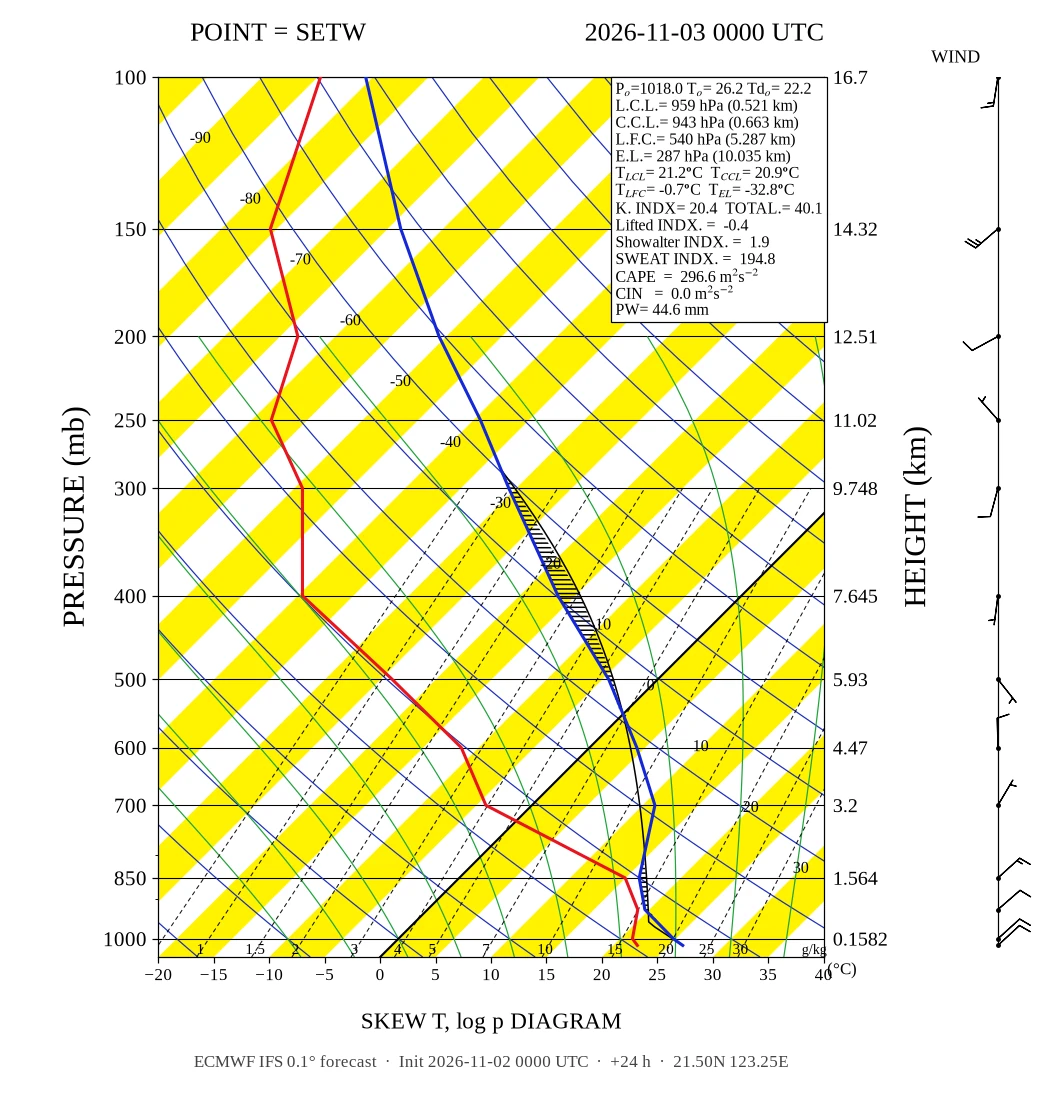 POINT = SETW
2026-11-03 0000 UTC
WIND
100
16.7
P𝑜=1018.0 T𝑜= 26.2 Td𝑜= 22.2
L.C.L.= 959 hPa (0.521 km)
C.C.L.= 943 hPa (0.663 km)
L.F.C.= 540 hPa (5.287 km)
E.L.= 287 hPa (10.035 km)
T𝐿𝐶𝐿= 21.2°C T𝐶𝐶𝐿= 20.9°C
T𝐿𝐹𝐶= -0.7°C T𝐸𝐿= -32.8°C
K. INDX= 20.4 TOTAL.= 40.1
Lifted INDX. = -0.4
Showalter INDX. = 1.9
SWEAT INDX. = 194.8
CAPE = 296.6 m²s⁻²
CIN = 0.0 m²s⁻²
PW= 44.6 mm
-90
-80
150
14.32
-70
-60
200
12.51
-50
250
11.02
-40
300
9.748
-30
PRESSURE (mb)
HEIGHT (km)
-20
400
7.645
-10
500
5.93
0
600
4.47
10
700
3.2
20
850
1.564
30
1000
0.1582
1 1.5 2 3 4 5 7 10 15 20 25 30 g/kg
−20 −15 −10 −5 0 5 10 15 20 25 30 35 40 (°C)
SKEW T, log p DIAGRAM
ECMWF IFS 0.1° forecast · Init 2026-11-02 0000 UTC · +24 h · 21.50N 123.25E